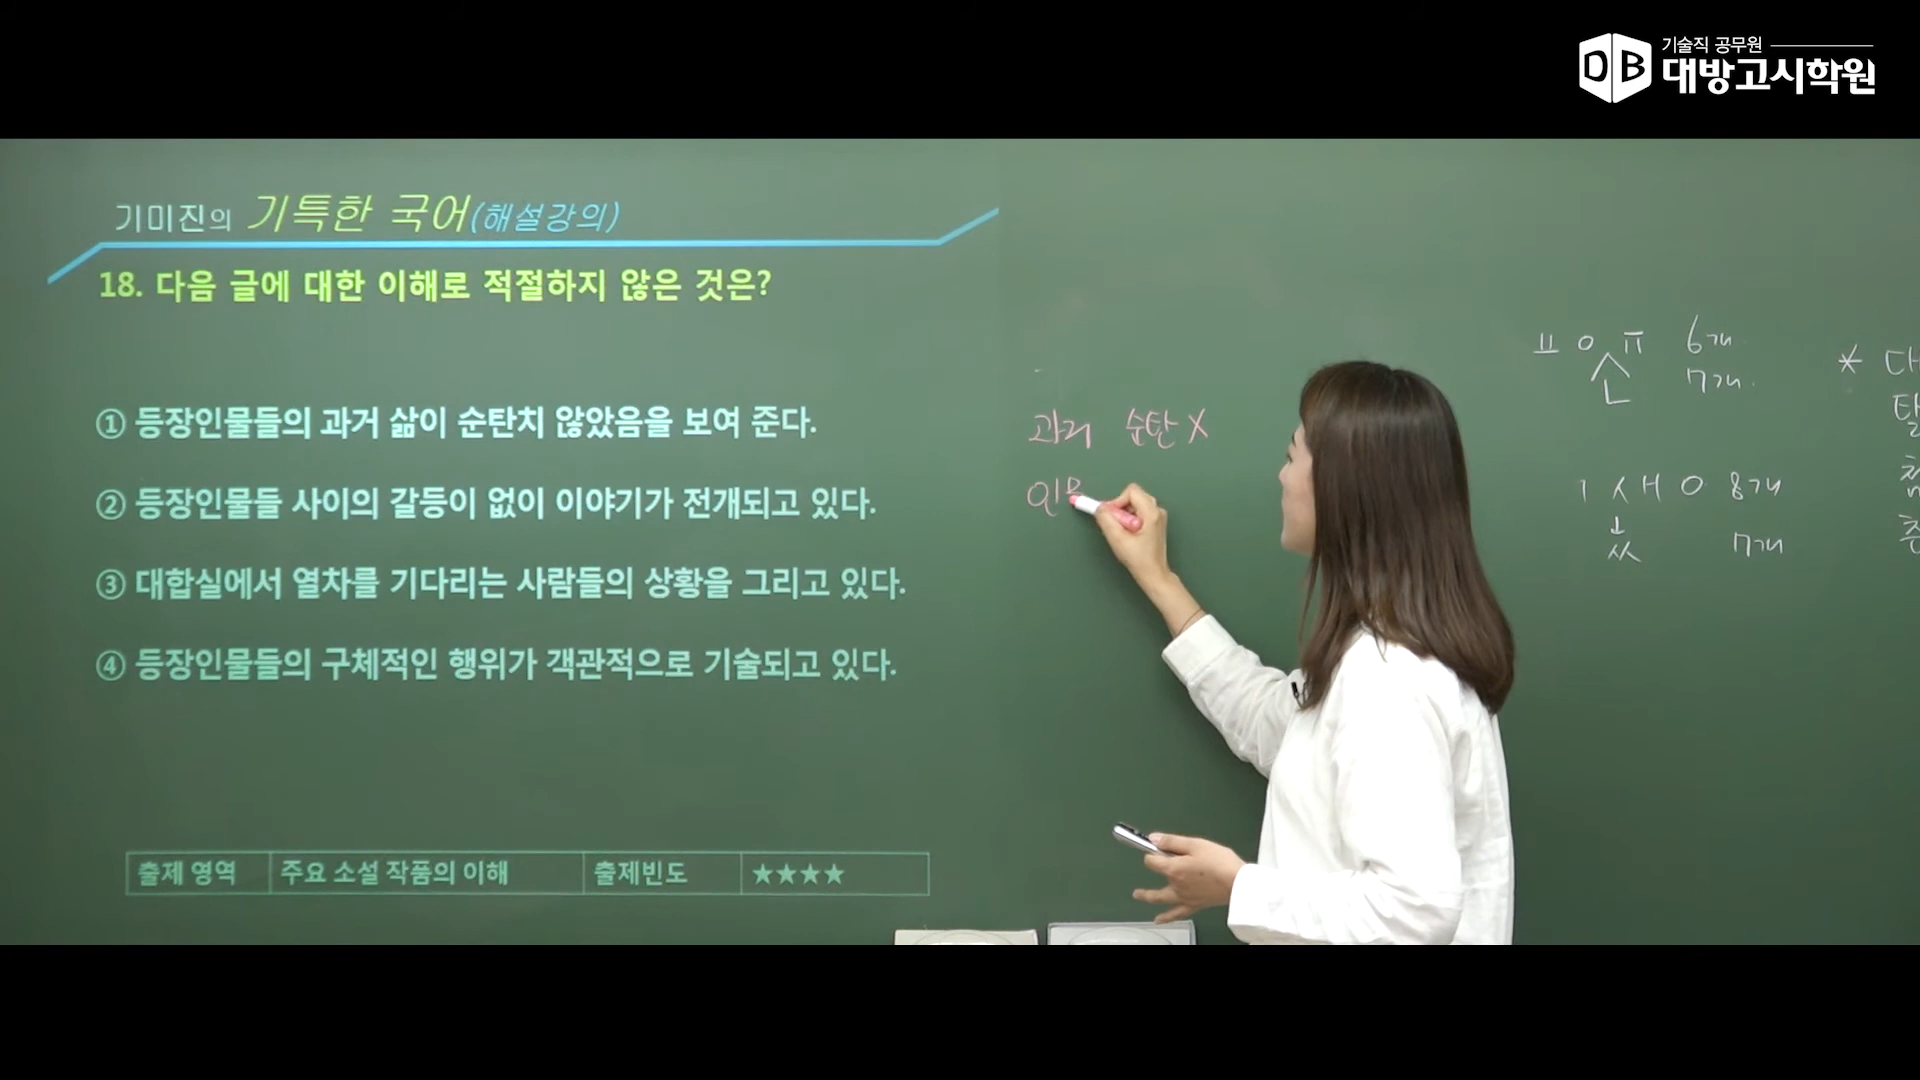 기술직 공무원
DB 대방고시학원
기미진의 기특한 국어(해설강의)
18. 다음 글에 대한 이해로 적절하지 않은 것은?
① 등장인물들의 과거 삶이 순탄치 않았음을 보여 준다.
② 등장인물들 사이의 갈등이 없이 이야기가 전개되고 있다.
③ 대합실에서 열차를 기다리는 사람들의 상황을 그리고 있다.
④ 등장인물들의 구체적인 행위가 객관적으로 기술되고 있다.
출제 영역 주요 소설 작품의 이해 출제빈도 ★★★★
과거 순탄 X
ㅛ ㅇ ㅠ 6개
7개
8개
7개